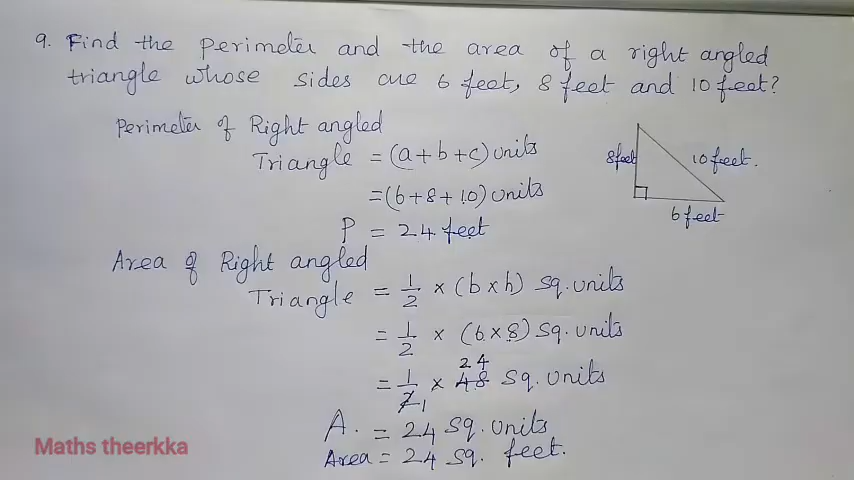 9. Find the perimeter and the area of a right angled
triangle whose sides are 6 feet, 8 feet and 10 feet?
Perimeter of Right angled
Triangle = (a+b+c) units
= (6+8+10) units
P = 24 feet
8 feet
10 feet.
6 feet
Area of Right angled
Triangle = 1/2 × (b×h) sq. units
= 1/2 × (6×8) sq. units
24
= 1/2 × 48 sq. units
1
A. = 24 sq. units
Area = 24 sq. feet.
Maths theerkka